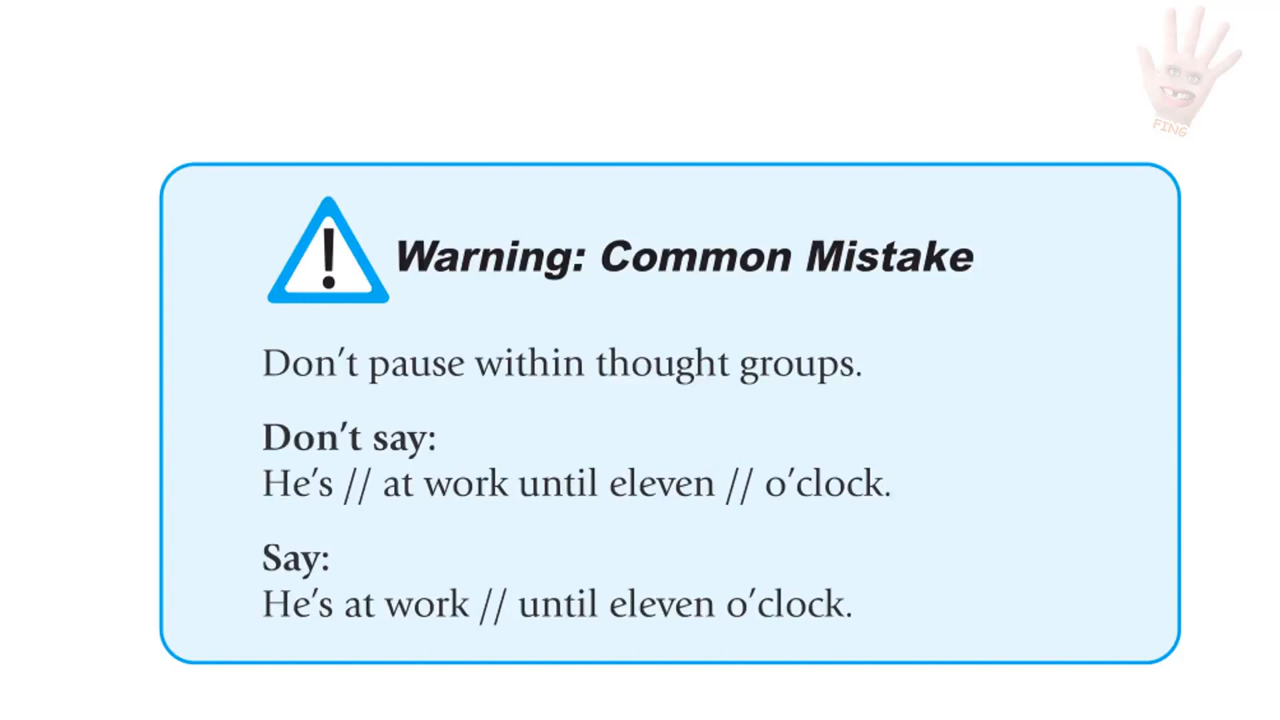 FING
Warning: Common Mistake
Don't pause within thought groups.
Don't say:
He's // at work until eleven // o'clock.
Say:
He's at work // until eleven o'clock.